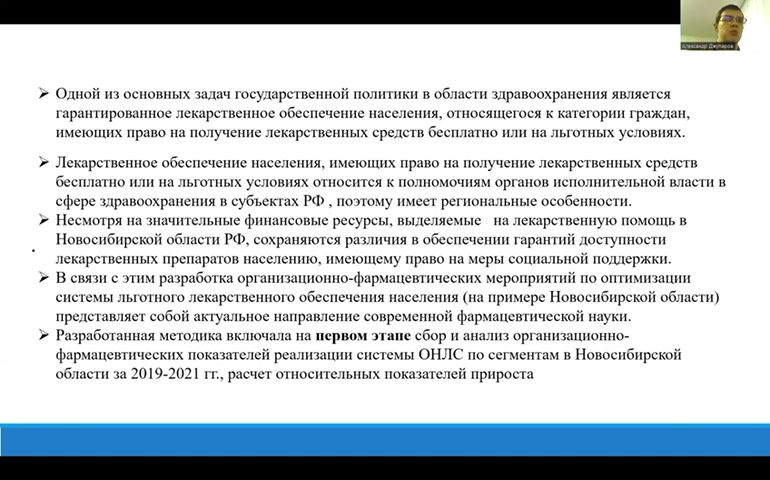 Александр Джупаров
➢ Одной из основных задач государственной политики в области здравоохранения является
гарантированное лекарственное обеспечение населения, относящегося к категории граждан,
имеющих право на получение лекарственных средств бесплатно или на льготных условиях.
➢ Лекарственное обеспечение населения, имеющих право на получение лекарственных средств
бесплатно или на льготных условиях относится к полномочиям органов исполнительной власти в
сфере здравоохранения в субъектах РФ , поэтому имеет региональные особенности.
➢ Несмотря на значительные финансовые ресурсы, выделяемые на лекарственную помощь в
Новосибирской области РФ, сохраняются различия в обеспечении гарантий доступности
лекарственных препаратов населению, имеющему право на меры социальной поддержки.
➢ В связи с этим разработка организационно-фармацевтических мероприятий по оптимизации
системы льготного лекарственного обеспечения населения (на примере Новосибирской области)
представляет собой актуальное направление современной фармацевтической науки.
➢ Разработанная методика включала на первом этапе сбор и анализ организационно-
фармацевтических показателей реализации системы ОНЛС по сегментам в Новосибирской
области за 2019-2021 гг., расчет относительных показателей прироста